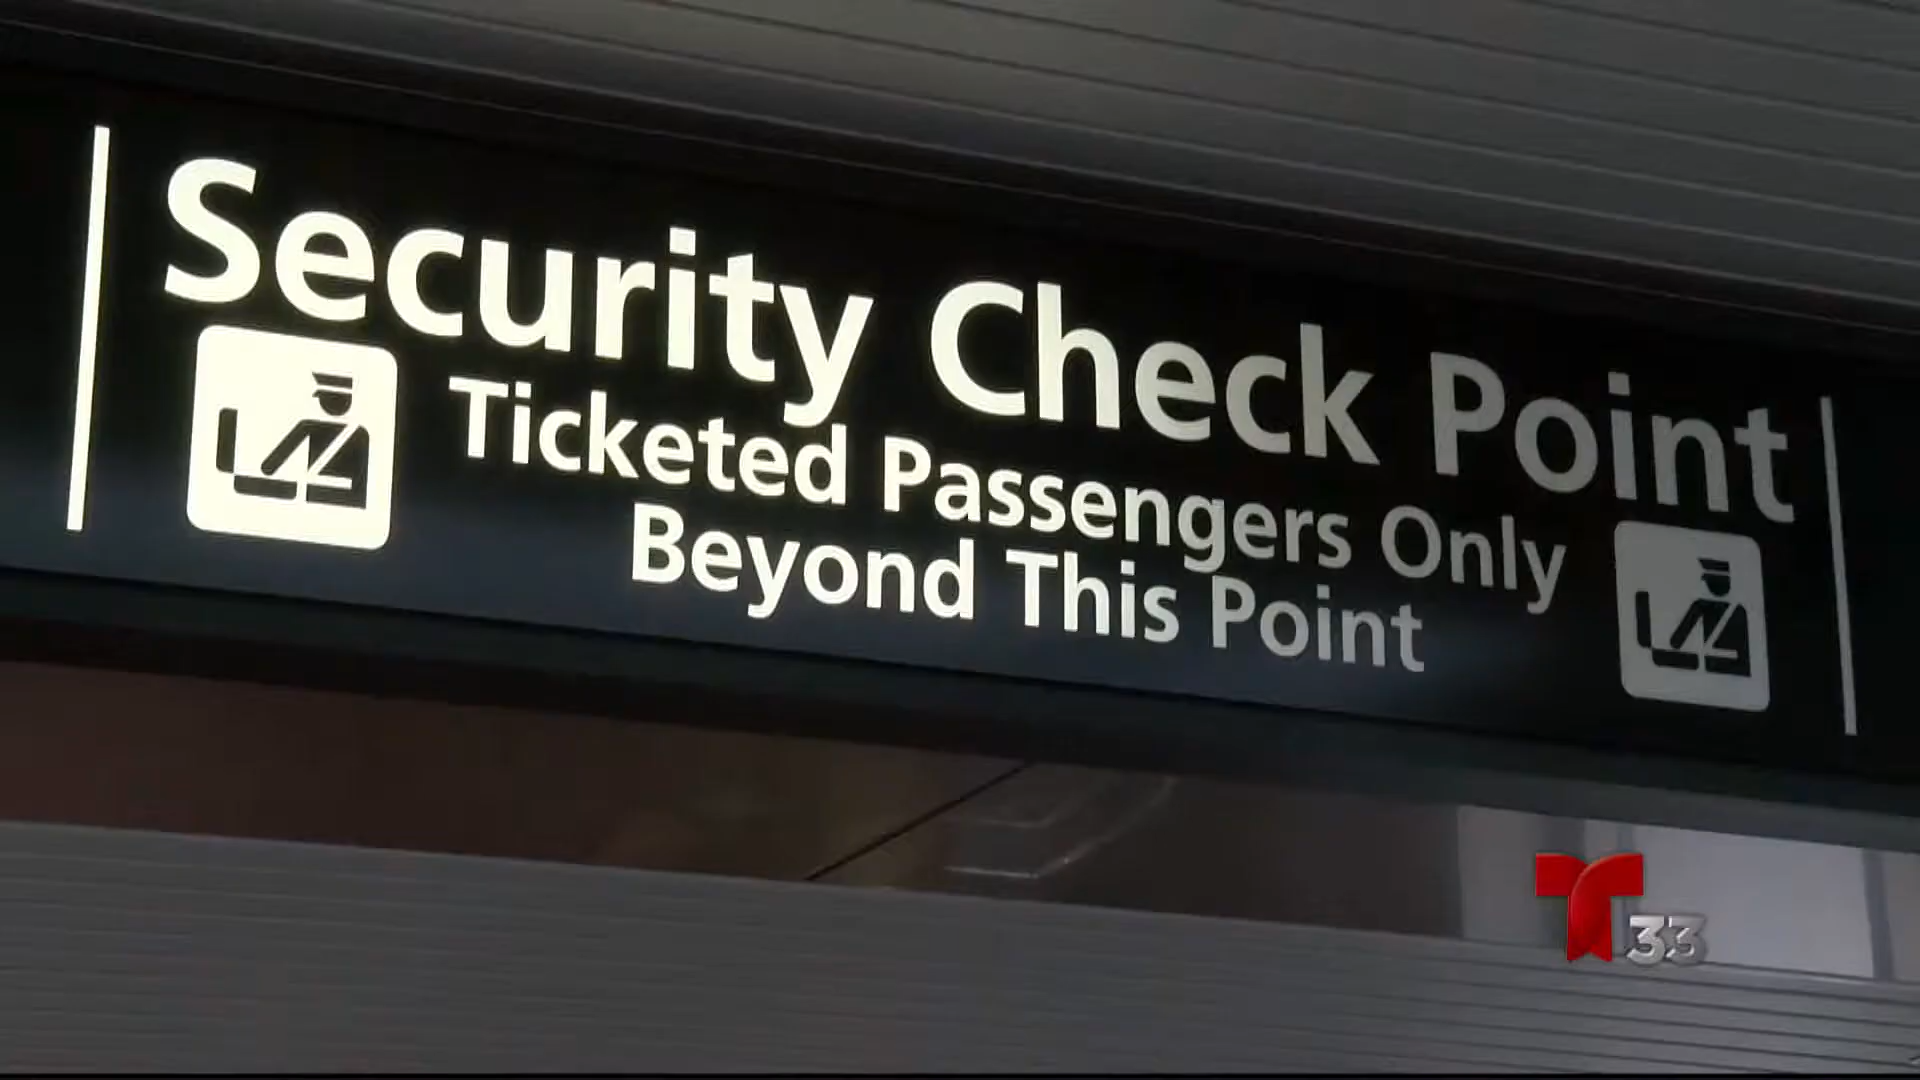 Security Check Point
Ticketed Passengers Only
Beyond This Point
T 33